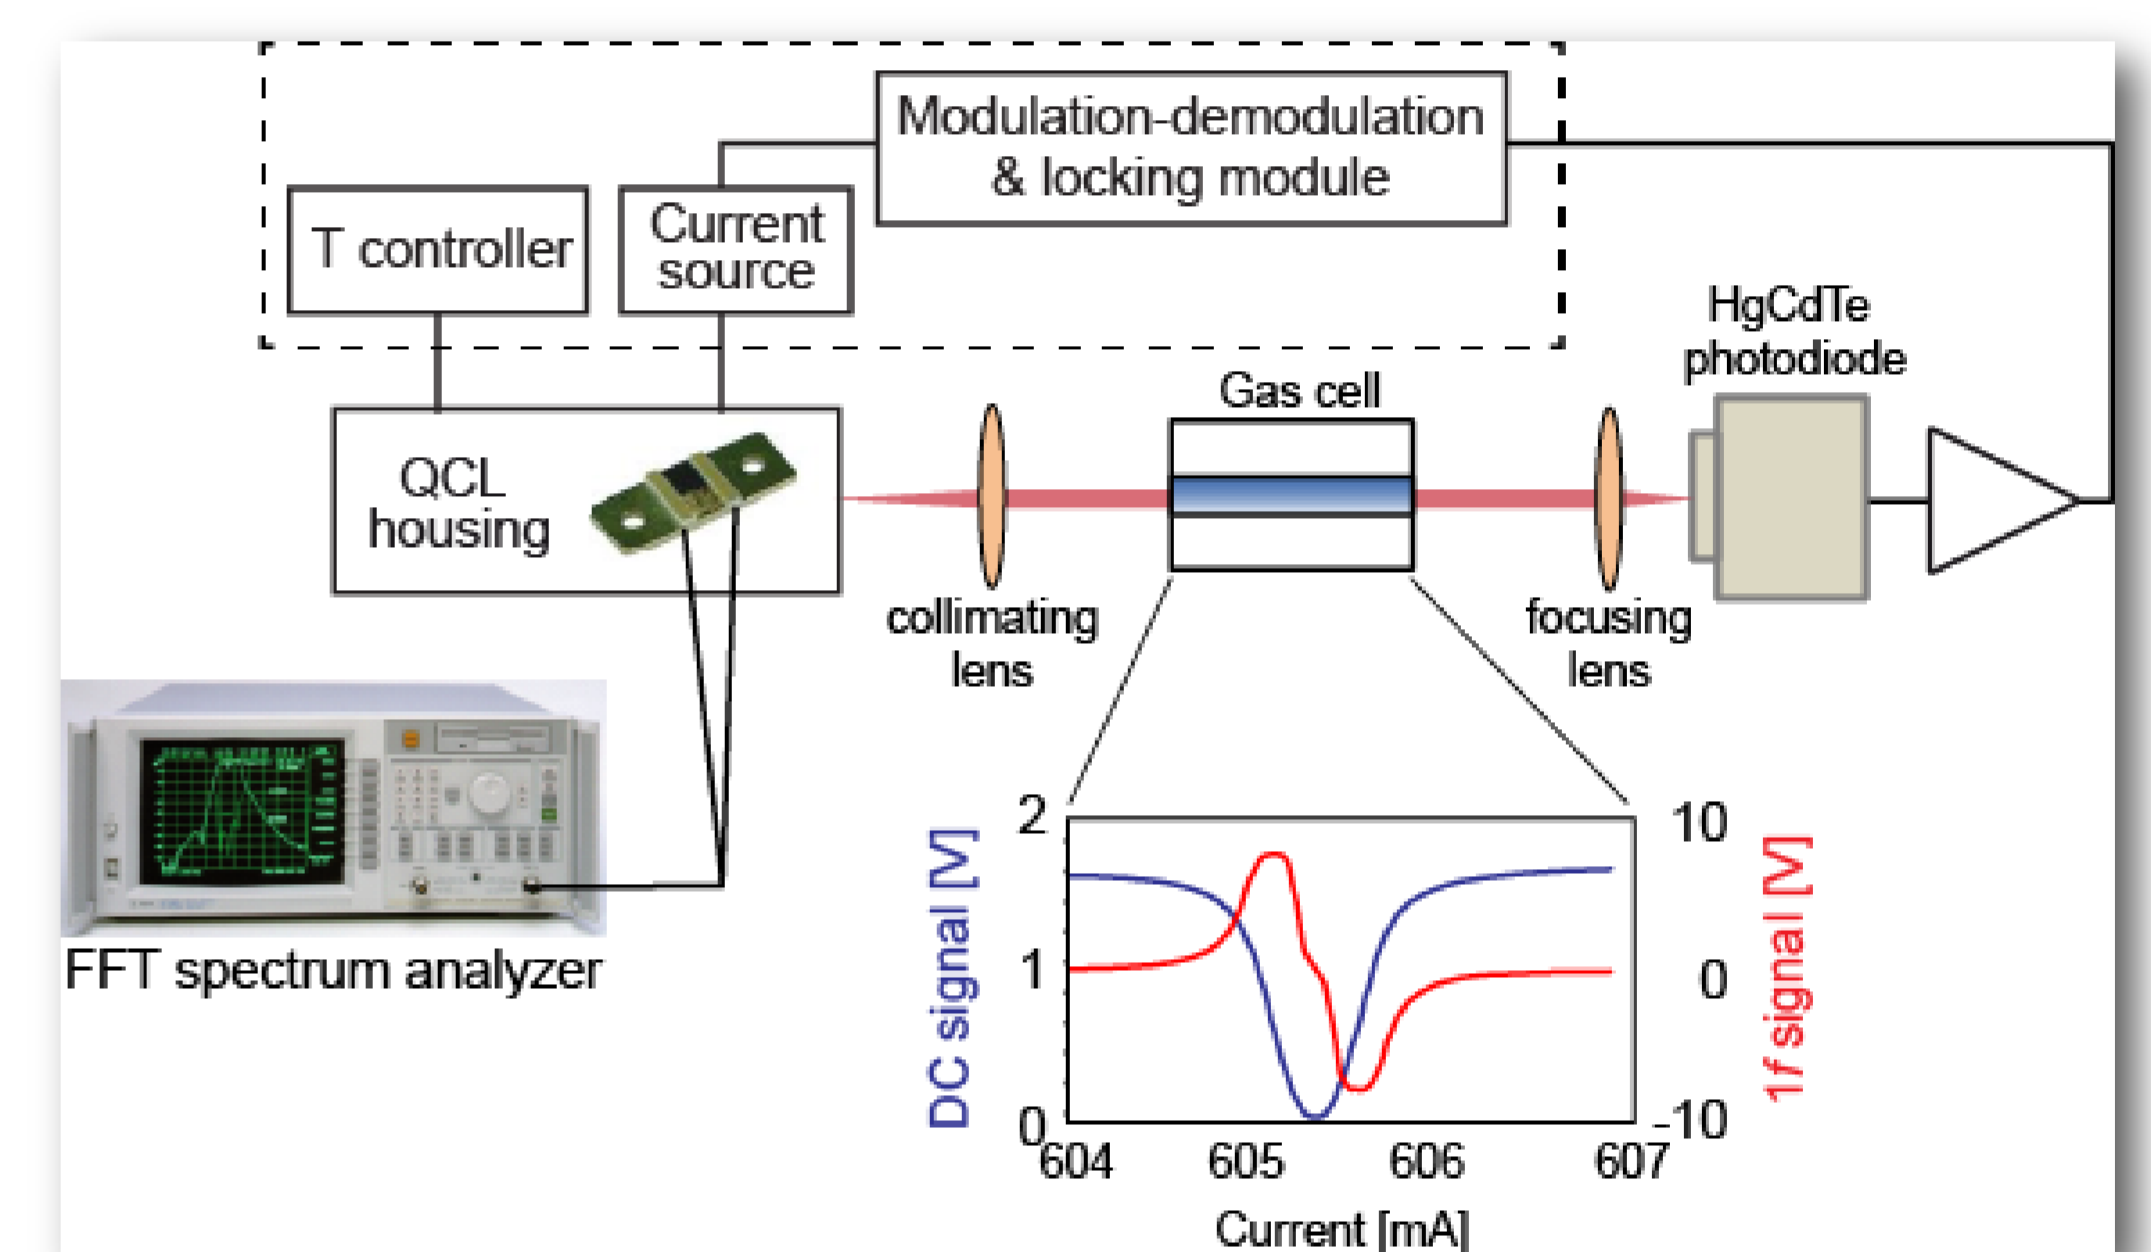 Modulation-demodulation
& locking module
T controller
Current
source
HgCdTe
photodiode
Gas cell
QCL
housing
collimating
lens
focusing
lens
FFT spectrum analyzer
DC signal [V]
2
1
0
10
0
-10
1f signal [V]
604 605 606 607
Current [mA]